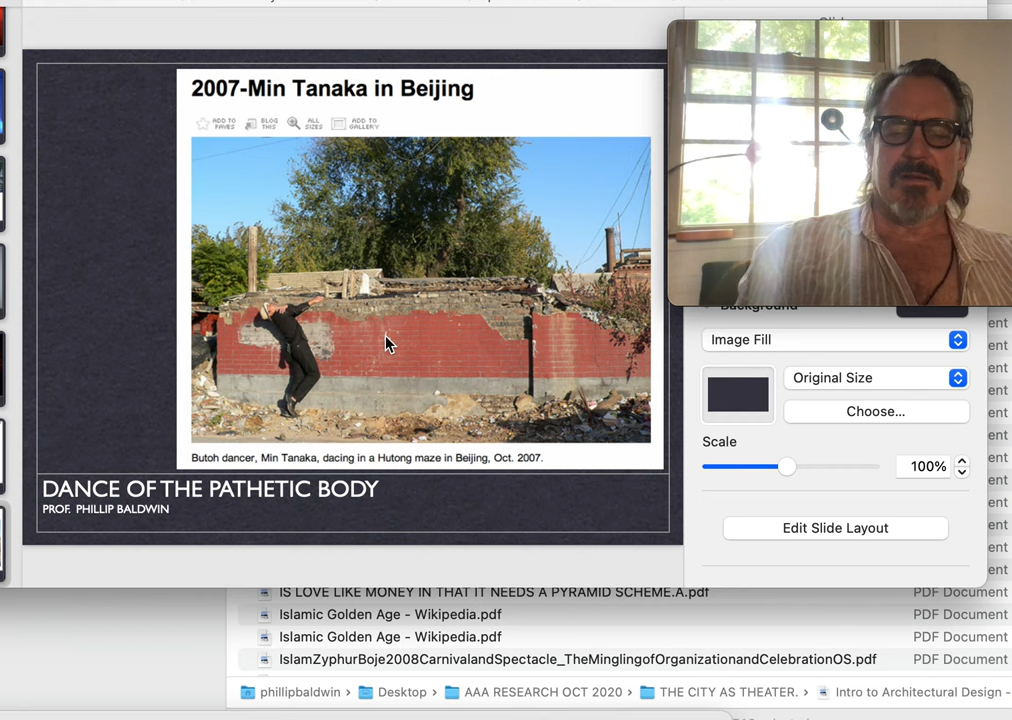 2007-Min Tanaka in Beijing
ADD TO FAVES
BLOG THIS
ALL SIZES
ADD TO GALLERY
Butoh dancer, Min Tanaka, dacing in a Hutong maze in Beijing, Oct. 2007.
DANCE OF THE PATHETIC BODY
PROF. PHILLIP BALDWIN
Background
Image Fill
Original Size
Choose...
Scale
100%
Edit Slide Layout
ent
ent
ent
ent
ent
ent
ent
ent
ent
ent
ent
ent
IS LOVE LIKE MONEY IN THAT IT NEEDS A PYRAMID SCHEME.A.pdf PDF Document
Islamic Golden Age - Wikipedia.pdf PDF Document
Islamic Golden Age - Wikipedia.pdf PDF Document
IslamZyphurBoje2008CarnivalandSpectacle_TheMinglingofOrganizationandCelebrationOS.pdf PDF Document
phillipbaldwin › Desktop › AAA RESEARCH OCT 2020 › THE CITY AS THEATER. › Intro to Architectural Design -